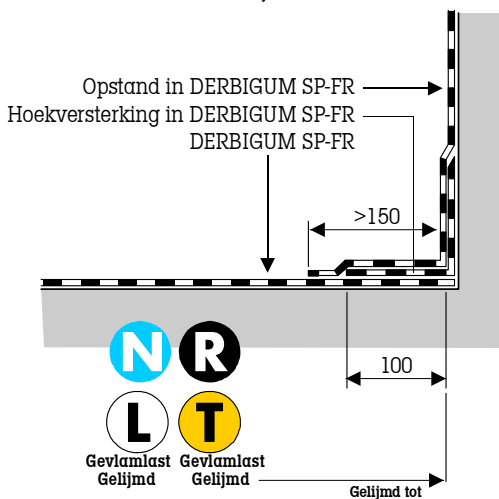 Opstand in DERBIGUM SP-FR
Hoekversterking in DERBIGUM SP-FR
DERBIGUM SP-FR
>150
100
N R
L T
Gevlamlast Gevlamlast
Gelijmd Gelijmd
Gelijmd tot